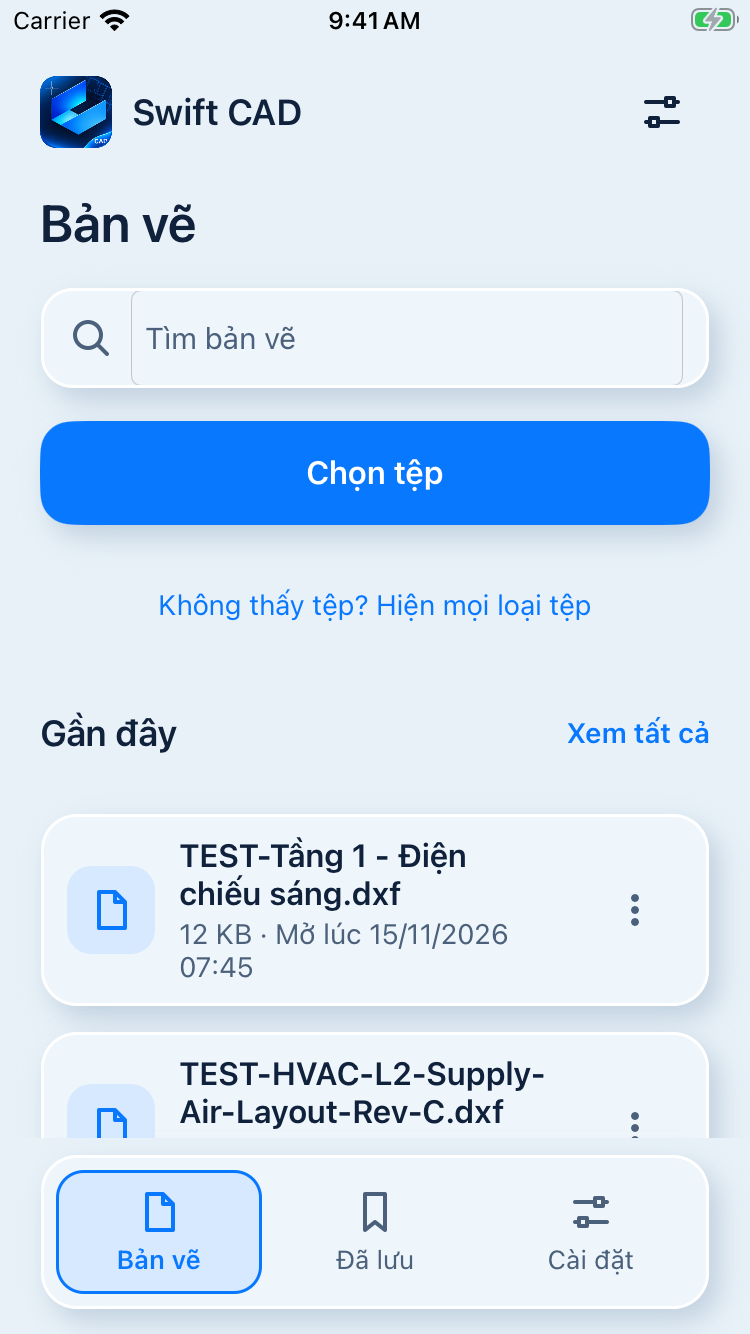 Carrier 9:41 AM
CAD
Swift CAD
Bản vẽ
Tìm bản vẽ
Chọn tệp
Không thấy tệp? Hiện mọi loại tệp
Gần đây
Xem tất cả
TEST-Tầng 1 - Điện
chiếu sáng.dxf
12 KB · Mở lúc 15/11/2026
07:45
TEST-HVAC-L2-Supply-
Air-Layout-Rev-C.dxf
Bản vẽ
Đã lưu
Cài đặt